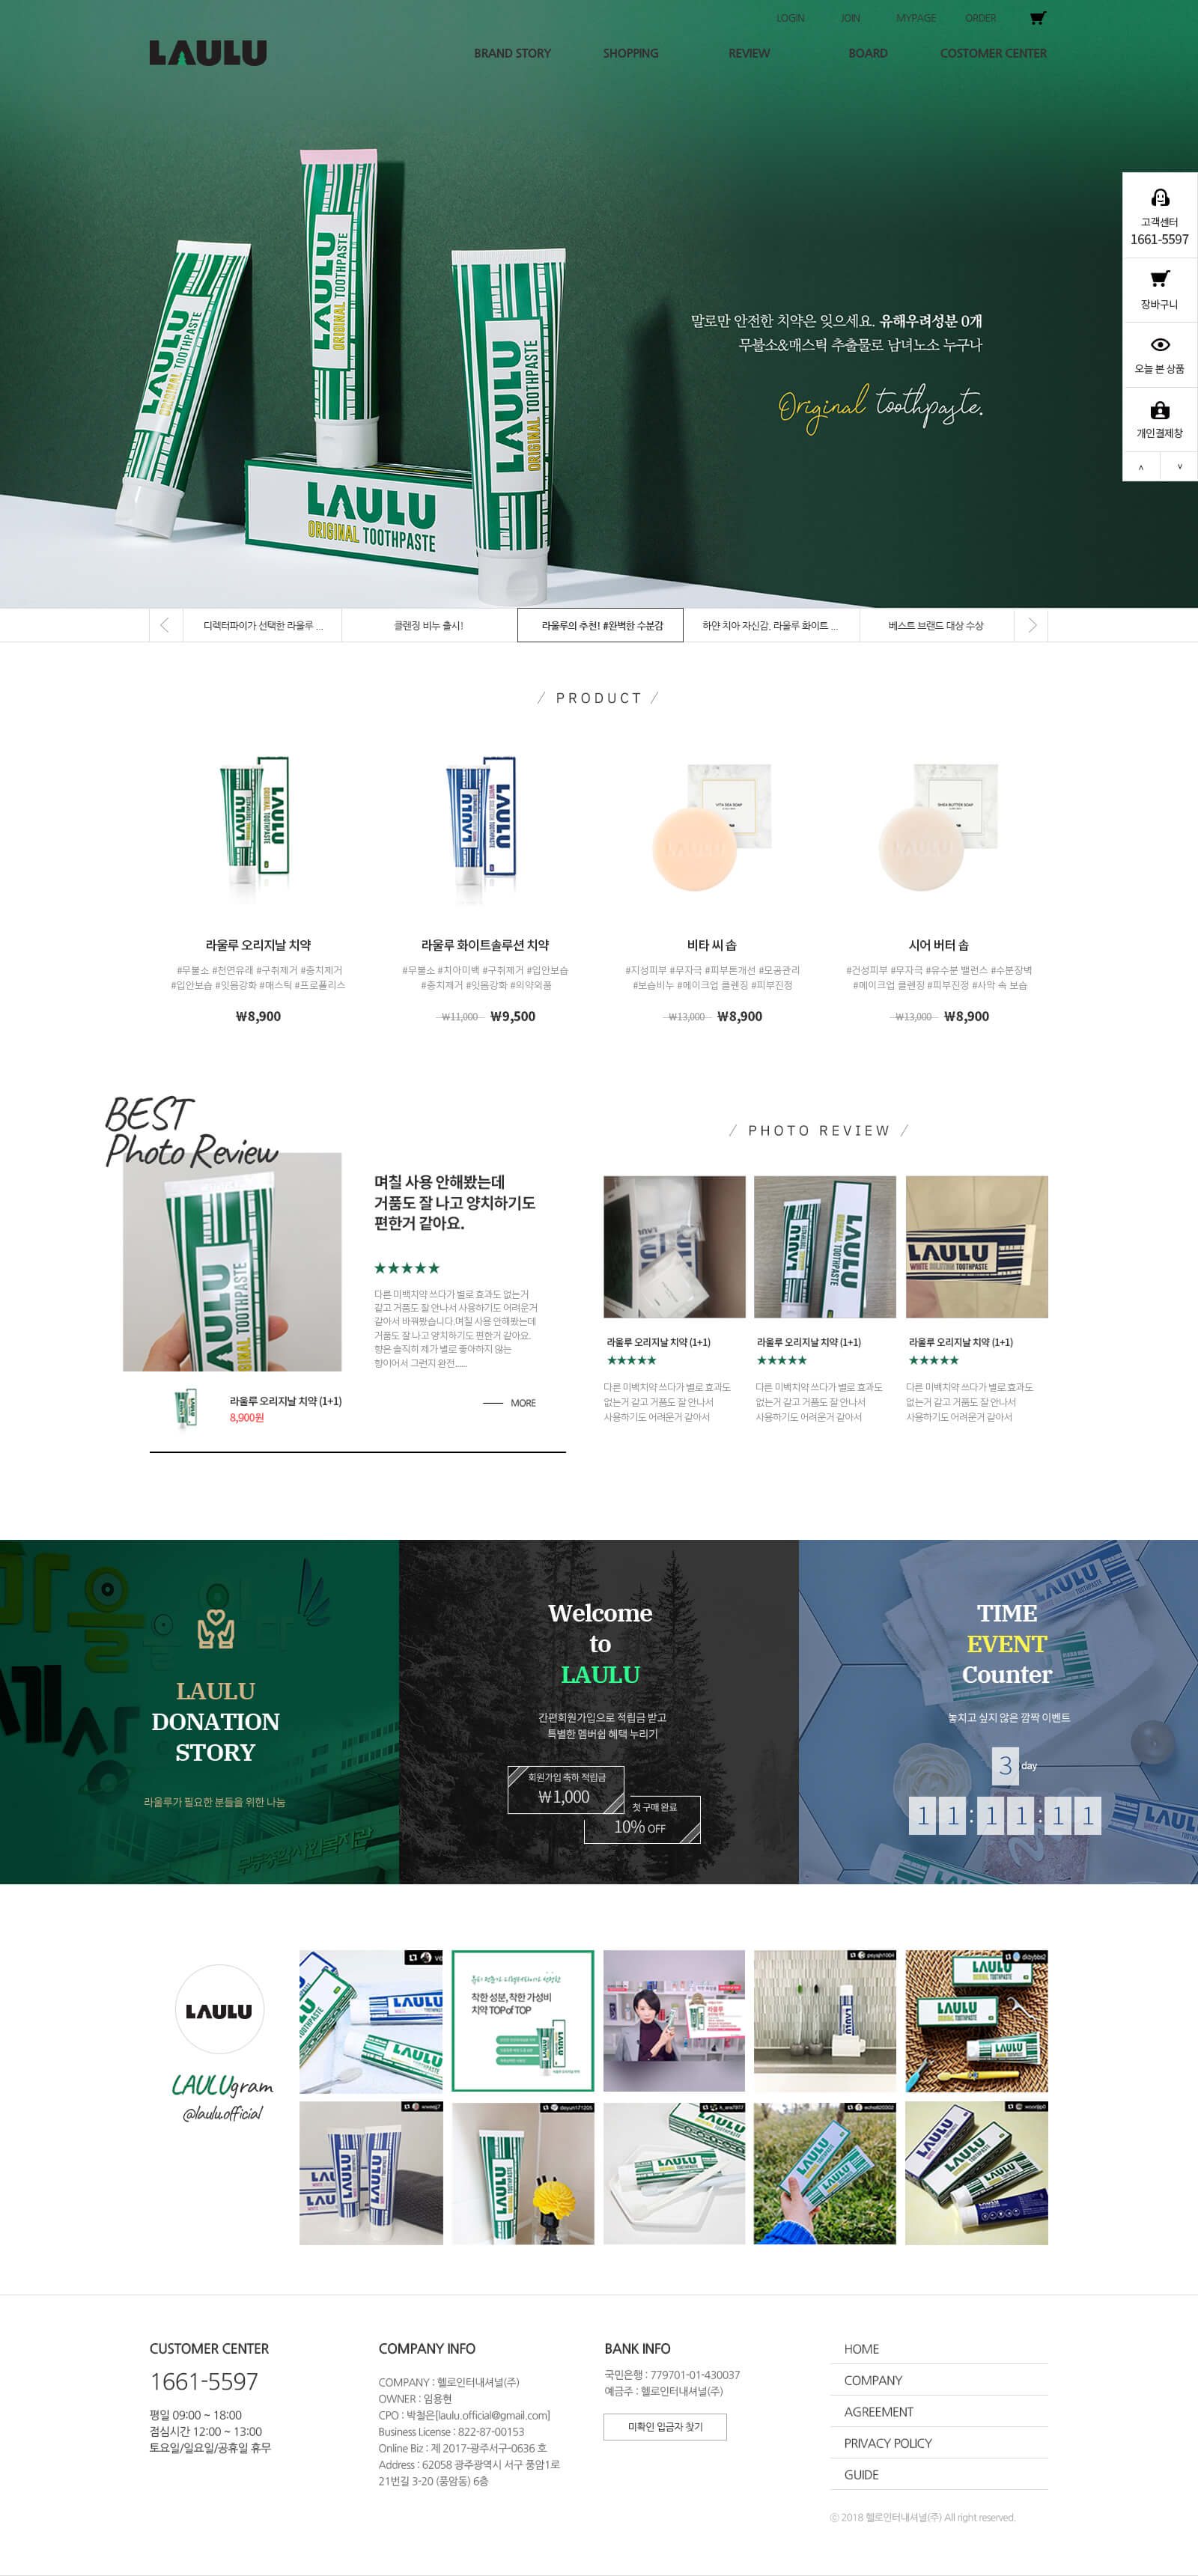 LOGIN JOIN MYPAGE ORDER
LAULU
BRAND STORY SHOPPING REVIEW BOARD COSTOMER CENTER
LAULU
ORIGINAL TOOTHPASTE
LAULU
ORIGINAL TOOTHPASTE
LAULU
ORIGINAL TOOTHPASTE
LAULU
ORIGINAL TOOTHPASTE
말로만 안전한 치약은 잊으세요. 유해우려성분 0개
무불소&매스틱 추출물로 남녀노소 누구나
Original toothpaste.
고객센터
1661-5597
장바구니
오늘 본 상품
개인결제창
디렉터파이가 선택한 라울루 ...
클렌징 비누 출시!
라울루의 추천! #완벽한 수분감
하얀 치아 자신감, 라울루 화이트 ...
베스트 브랜드 대상 수상
/ PRODUCT /
라울루 오리지날 치약
#무불소 #천연유래 #구취제거 #충치제거
#입안보습 #잇몸강화 #매스틱 #프로폴리스
₩8,900
라울루 화이트솔루션 치약
#무불소 #치아미백 #구취제거 #입안보습
#충치제거 #잇몸강화 #의약외품
₩11,000 ₩9,500
비타 씨 솝
#지성피부 #무자극 #피부톤개선 #모공관리
#보습비누 #메이크업 클렌징 #피부진정
₩13,000 ₩8,900
시어 버터 솝
#건성피부 #무자극 #유수분 밸런스 #수분장벽
#메이크업 클렌징 #피부진정 #사막 속 보습
₩13,000 ₩8,900
BEST
Photo Review
며칠 사용 안해봤는데
거품도 잘 나고 양치하기도
편한거 같아요.
★★★★★
다른 미백치약 쓰다가 별로 효과도 없는거
같고 거품도 잘 안나서 사용하기도 어려운거
같아서 바꿔봤습니다.며칠 사용 안해봤는데
거품도 잘 나고 양치하기도 편한거 같아요.
향은 솔직히 제가 별로 좋아하지 않는
향이어서 그런지 완전......
라울루 오리지날 치약 (1+1)
8,900원
MORE
/ PHOTO REVIEW /
LAULU
WHITE SOLUTION TOOTHPASTE
라울루 오리지날 치약 (1+1)
★★★★★
다른 미백치약 쓰다가 별로 효과도
없는거 같고 거품도 잘 안나서
사용하기도 어려운거 같아서
라울루 오리지날 치약 (1+1)
★★★★★
다른 미백치약 쓰다가 별로 효과도
없는거 같고 거품도 잘 안나서
사용하기도 어려운거 같아서
라울루 오리지날 치약 (1+1)
★★★★★
다른 미백치약 쓰다가 별로 효과도
없는거 같고 거품도 잘 안나서
사용하기도 어려운거 같아서
LAULU
DONATION
STORY
라울루가 필요한 분들을 위한 나눔
Welcome
to
LAULU
간편회원가입으로 적립금 받고
특별한 멤버쉽 혜택 누리기
회원가입 축하 적립금
₩1,000
첫 구매 완료
10% OFF
TIME
EVENT
Counter
놓치고 싶지 않은 깜짝 이벤트
3 day
11:11:11
LAULU
LAULUgram
@laulu.official
착한 성분,착한 가성비
치약 TOP of TOP
CUSTOMER CENTER
1661-5597
평일 09:00 ~ 18:00
점심시간 12:00 ~ 13:00
토요일/일요일/공휴일 휴무
COMPANY INFO
COMPANY : 헬로인터내셔널(주)
OWNER : 임용현
CPO : 박철은[laulu.official@gmail.com]
Business License : 822-87-00153
Online Biz : 제 2017-광주서구-0636 호
Address : 62058 광주광역시 서구 풍암1로
21번길 3-20 (풍암동) 6층
BANK INFO
국민은행 : 779701-01-430037
예금주 : 헬로인터내셔널(주)
미확인 입금자 찾기
HOME
COMPANY
AGREEMENT
PRIVACY POLICY
GUIDE
ⓒ 2018 헬로인터내셔널(주) All right reserved.